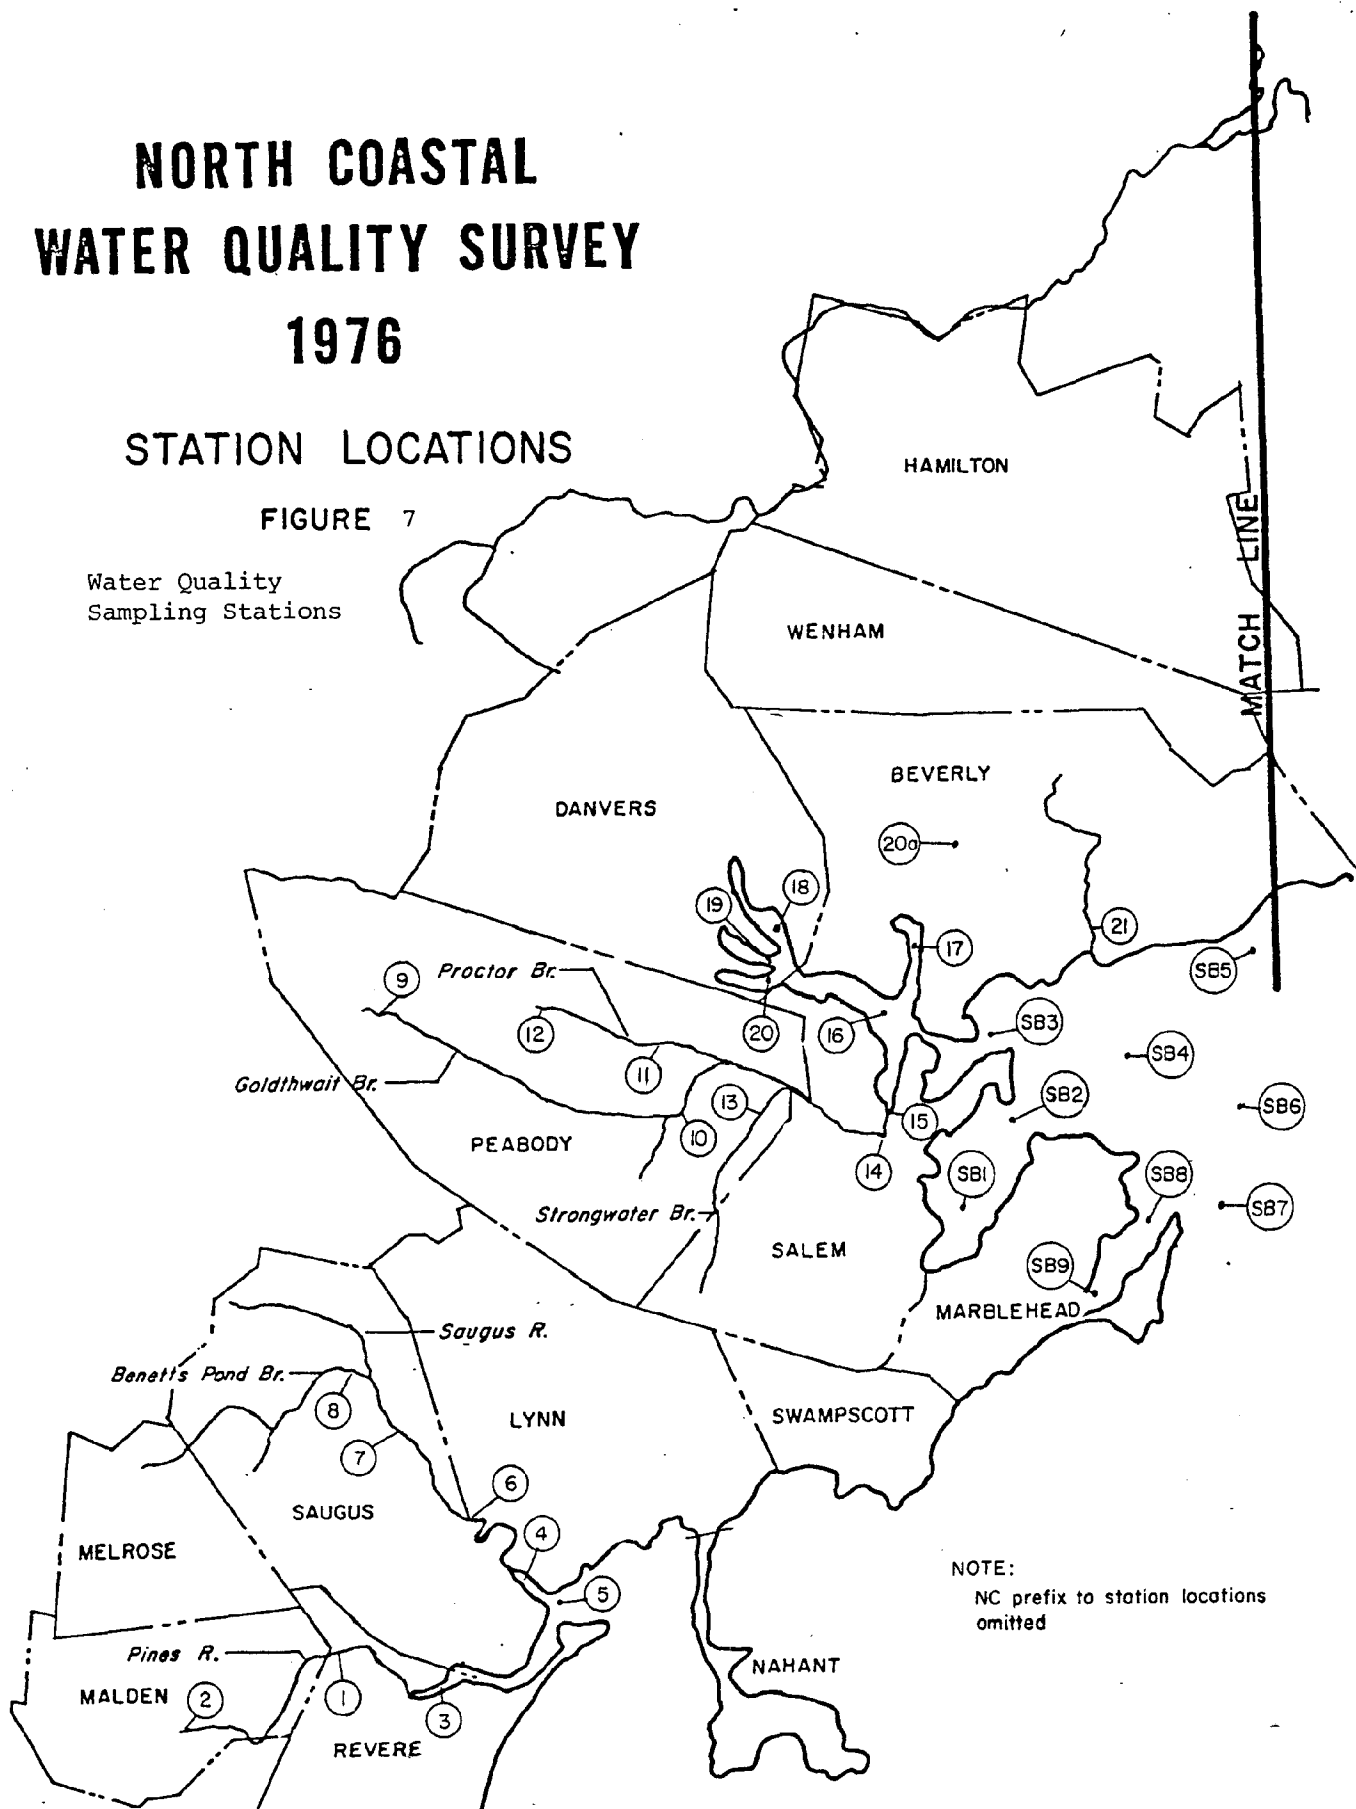 NORTH COASTAL
WATER QUALITY SURVEY
1976
STATION LOCATIONS
FIGURE 7
Water Quality
Sampling Stations
HAMILTON
MATCH LINE
WENHAM
BEVERLY
DANVERS
20a
18
19
21
17
SB5
Proctor Br.
9
12
20
16
SB3
SB4
11
Goldthwait Br.
13
SB2
SB6
15
10
PEABODY
14
SB1
SB8
SB7
Strongwater Br.
SALEM
SB9
MARBLEHEAD
Saugus R.
Benetts Pond Br.
8
LYNN
SWAMPSCOTT
7
6
SAUGUS
4
MELROSE
5
NOTE:
NC prefix to station locations
omitted
Pines R.
NAHANT
MALDEN
2
1
3
REVERE